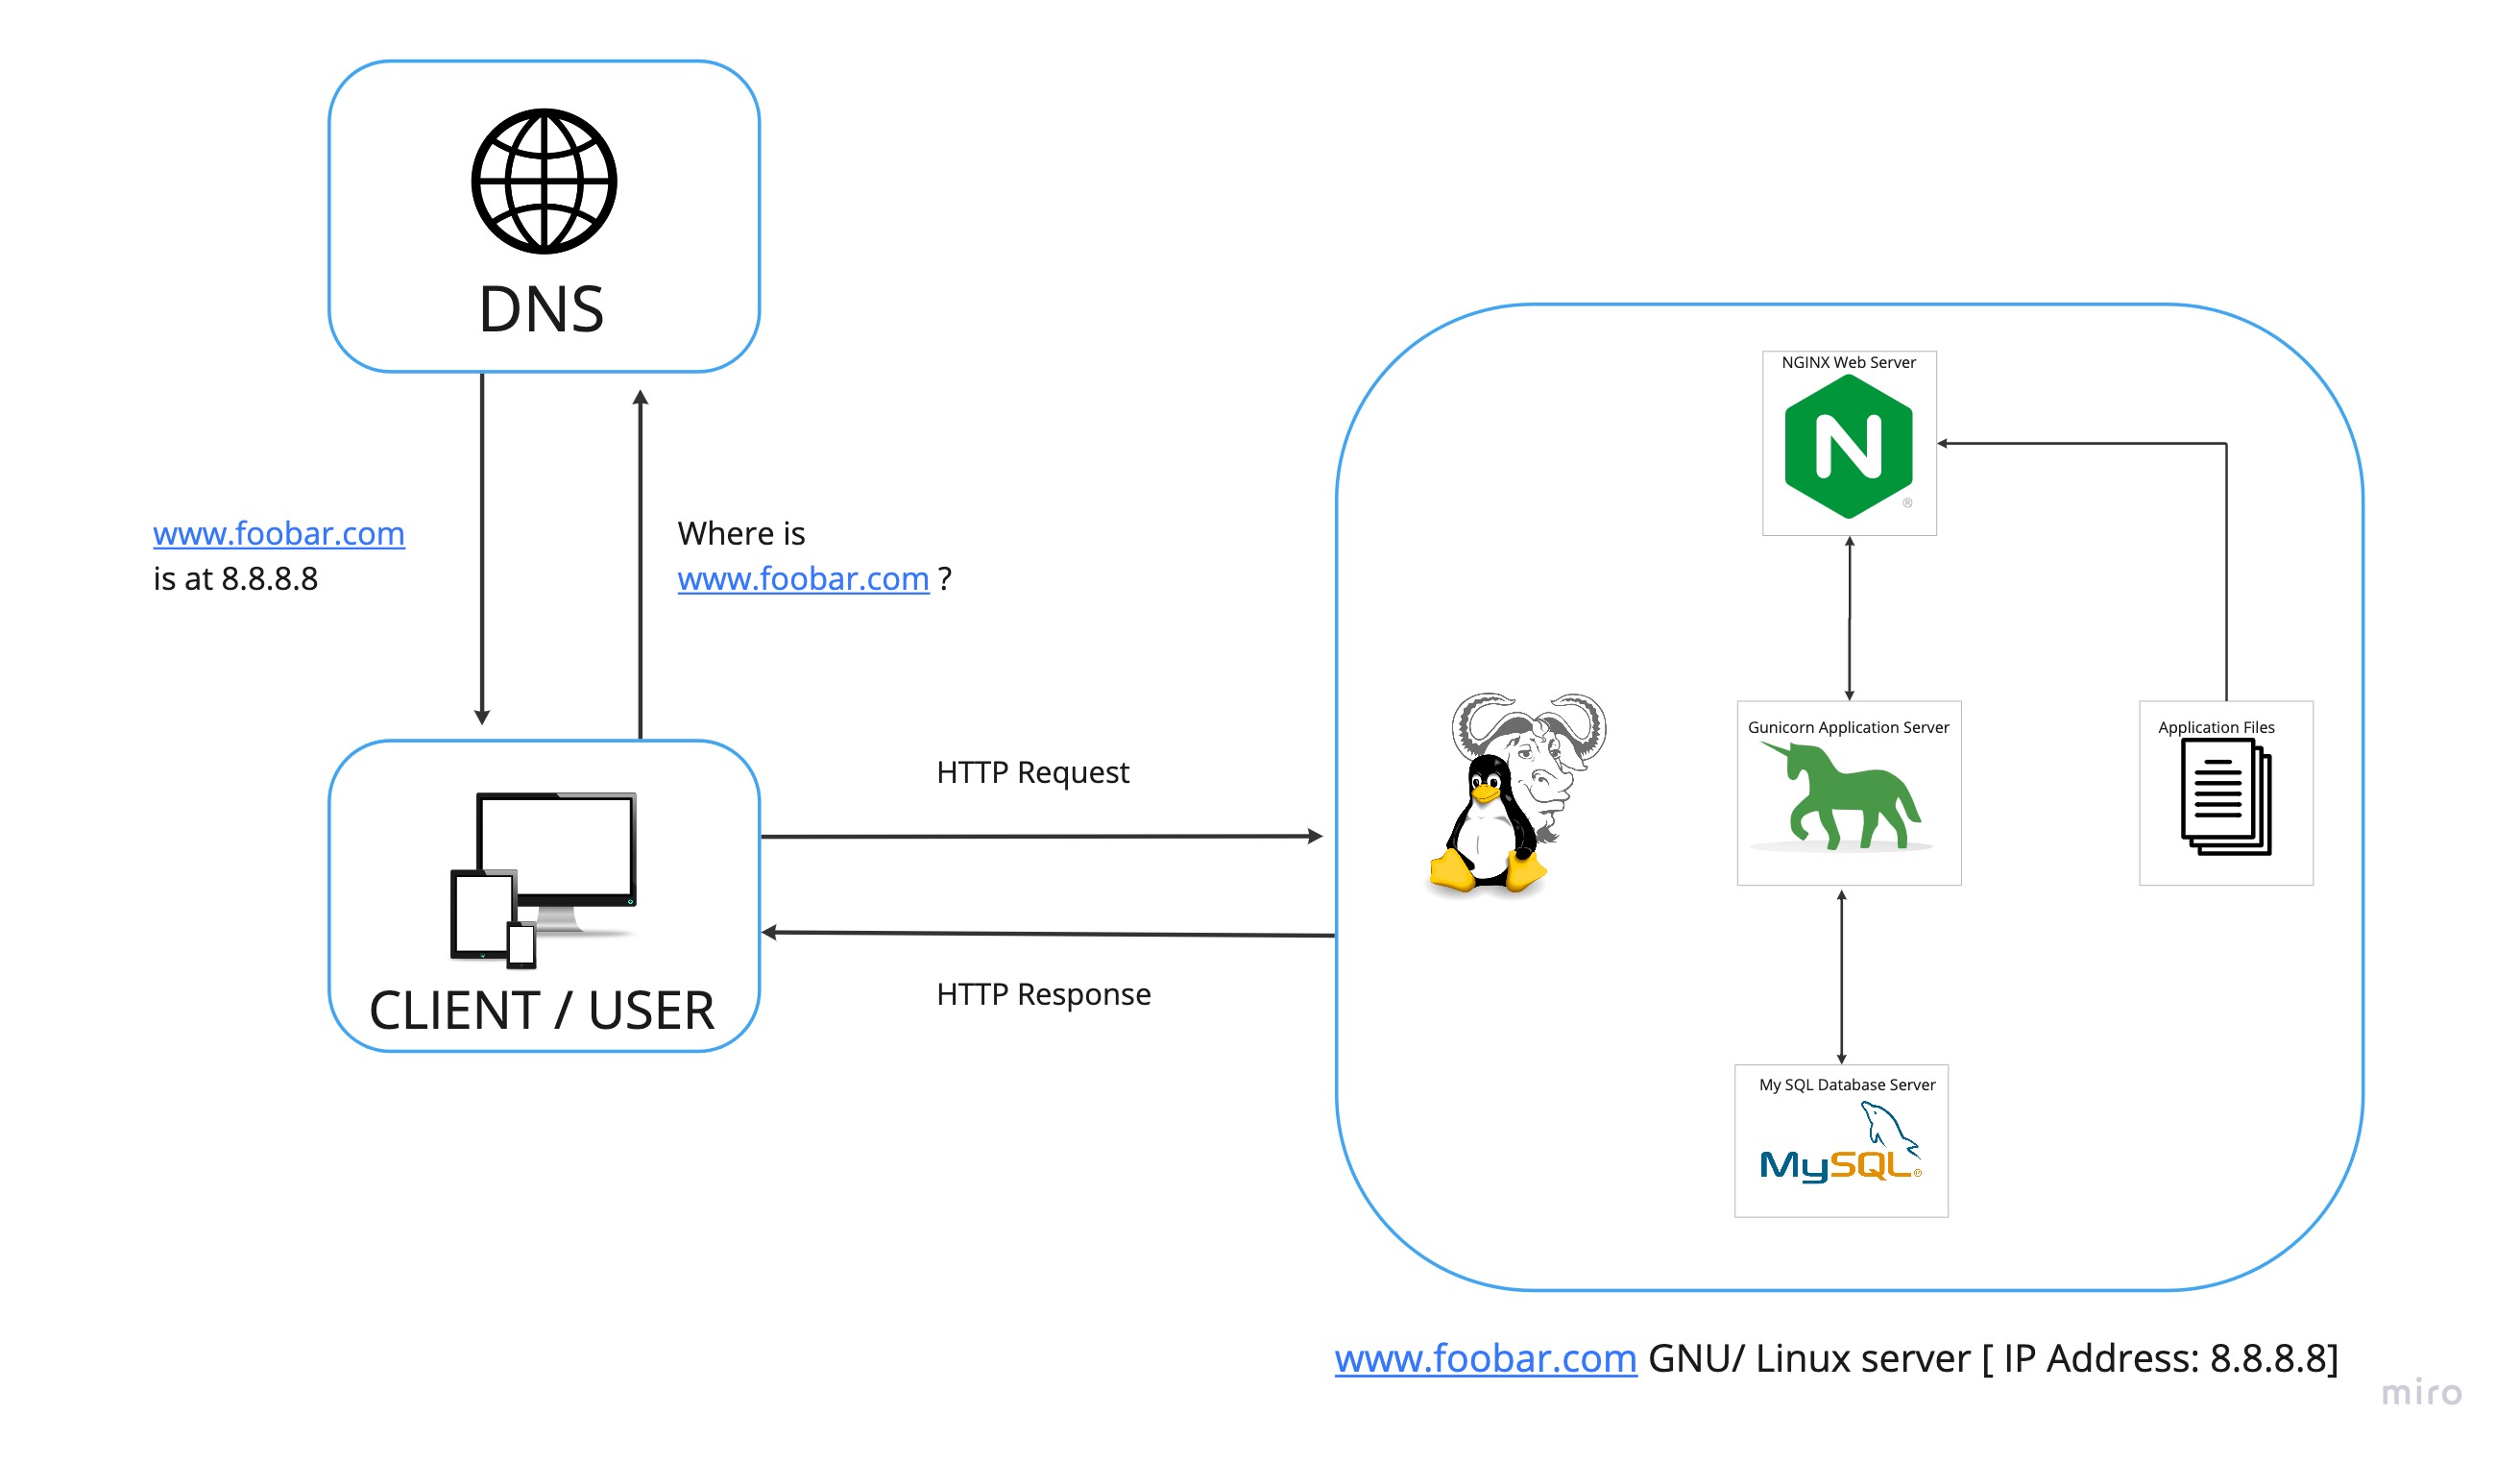 DNS
www.foobar.com
is at 8.8.8.8
Where is
www.foobar.com ?
CLIENT / USER
HTTP Request
HTTP Response
NGINX Web Server
N
®
Gunicorn Application Server
Application Files
My SQL Database Server
MySQL®
www.foobar.com GNU/ Linux server [ IP Address: 8.8.8.8]
miro